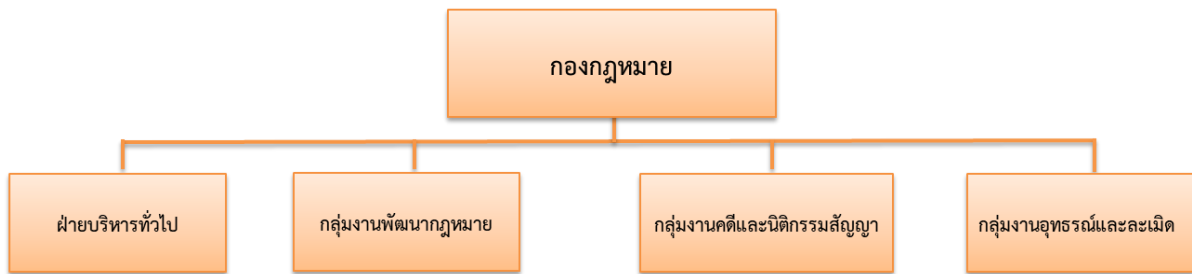 กองกฎหมาย
ฝ่ายบริหารทั่วไป
กลุ่มงานพัฒนากฎหมาย
กลุ่มงานคดีและนิติกรรมสัญญา
กลุ่มงานอุทธรณ์และละเมิด